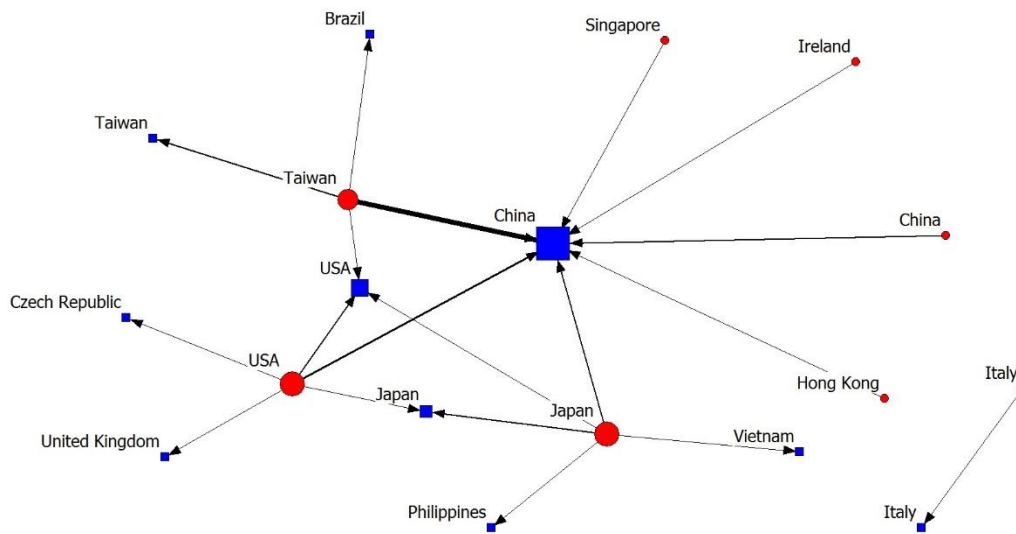 Brazil
Singapore
Ireland
Taiwan
Taiwan
China
China
USA
Czech Republic
USA
Japan
Japan
Hong Kong
Italy
United Kingdom
Vietnam
Philippines
Italy